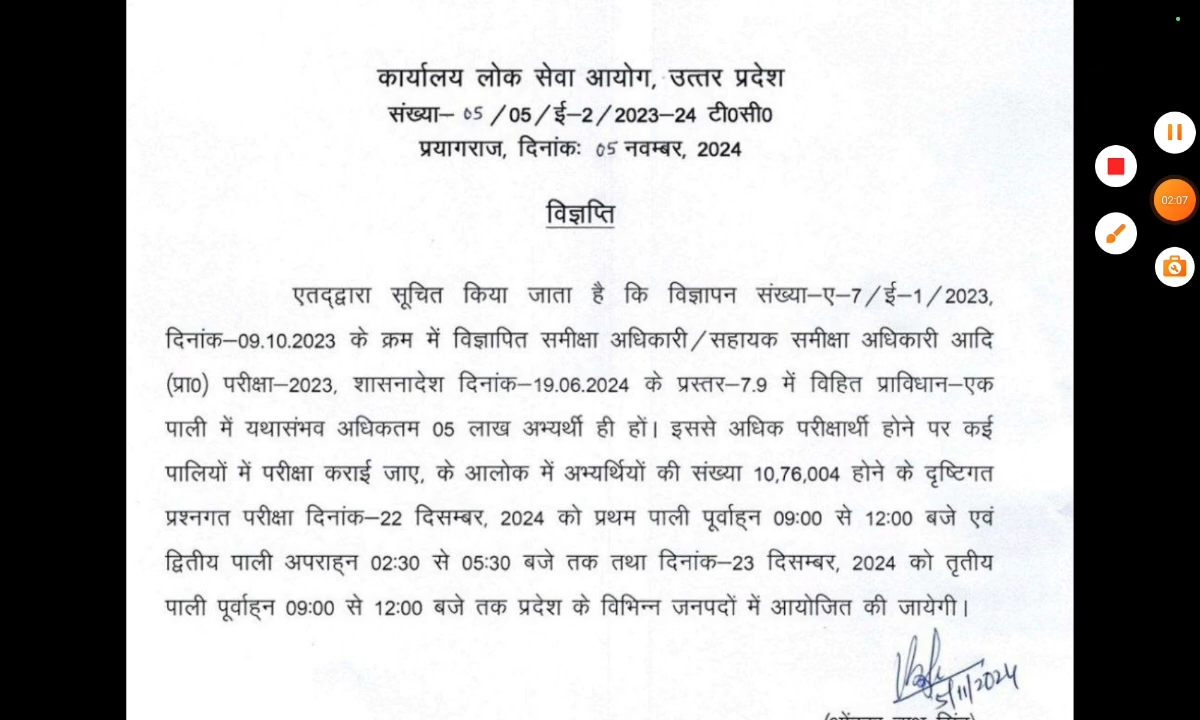 कार्यालय लोक सेवा आयोग, उत्तर प्रदेश
संख्या– 05 /05/ई–2/2023–24 टी0सी0
प्रयागराज, दिनांकः 05 नवम्बर, 2024
विज्ञप्ति
एतद्द्वारा सूचित किया जाता है कि विज्ञापन संख्या–ए–7/ई–1/2023,
दिनांक–09.10.2023 के क्रम में विज्ञापित समीक्षा अधिकारी/सहायक समीक्षा अधिकारी आदि
(प्रा0) परीक्षा–2023, शासनादेश दिनांक–19.06.2024 के प्रस्तर–7.9 में विहित प्राविधान–एक
पाली में यथासंभव अधिकतम 05 लाख अभ्यर्थी ही हों। इससे अधिक परीक्षार्थी होने पर कई
पालियों में परीक्षा कराई जाए, के आलोक में अभ्यर्थियों की संख्या 10,76,004 होने के दृष्टिगत
प्रश्नगत परीक्षा दिनांक–22 दिसम्बर, 2024 को प्रथम पाली पूर्वाह्न 09:00 से 12:00 बजे एवं
द्वितीय पाली अपराह्न 02:30 से 05:30 बजे तक तथा दिनांक–23 दिसम्बर, 2024 को तृतीय
पाली पूर्वाह्न 09:00 से 12:00 बजे तक प्रदेश के विभिन्न जनपदों में आयोजित की जायेगी।
5/11/2024
02:07